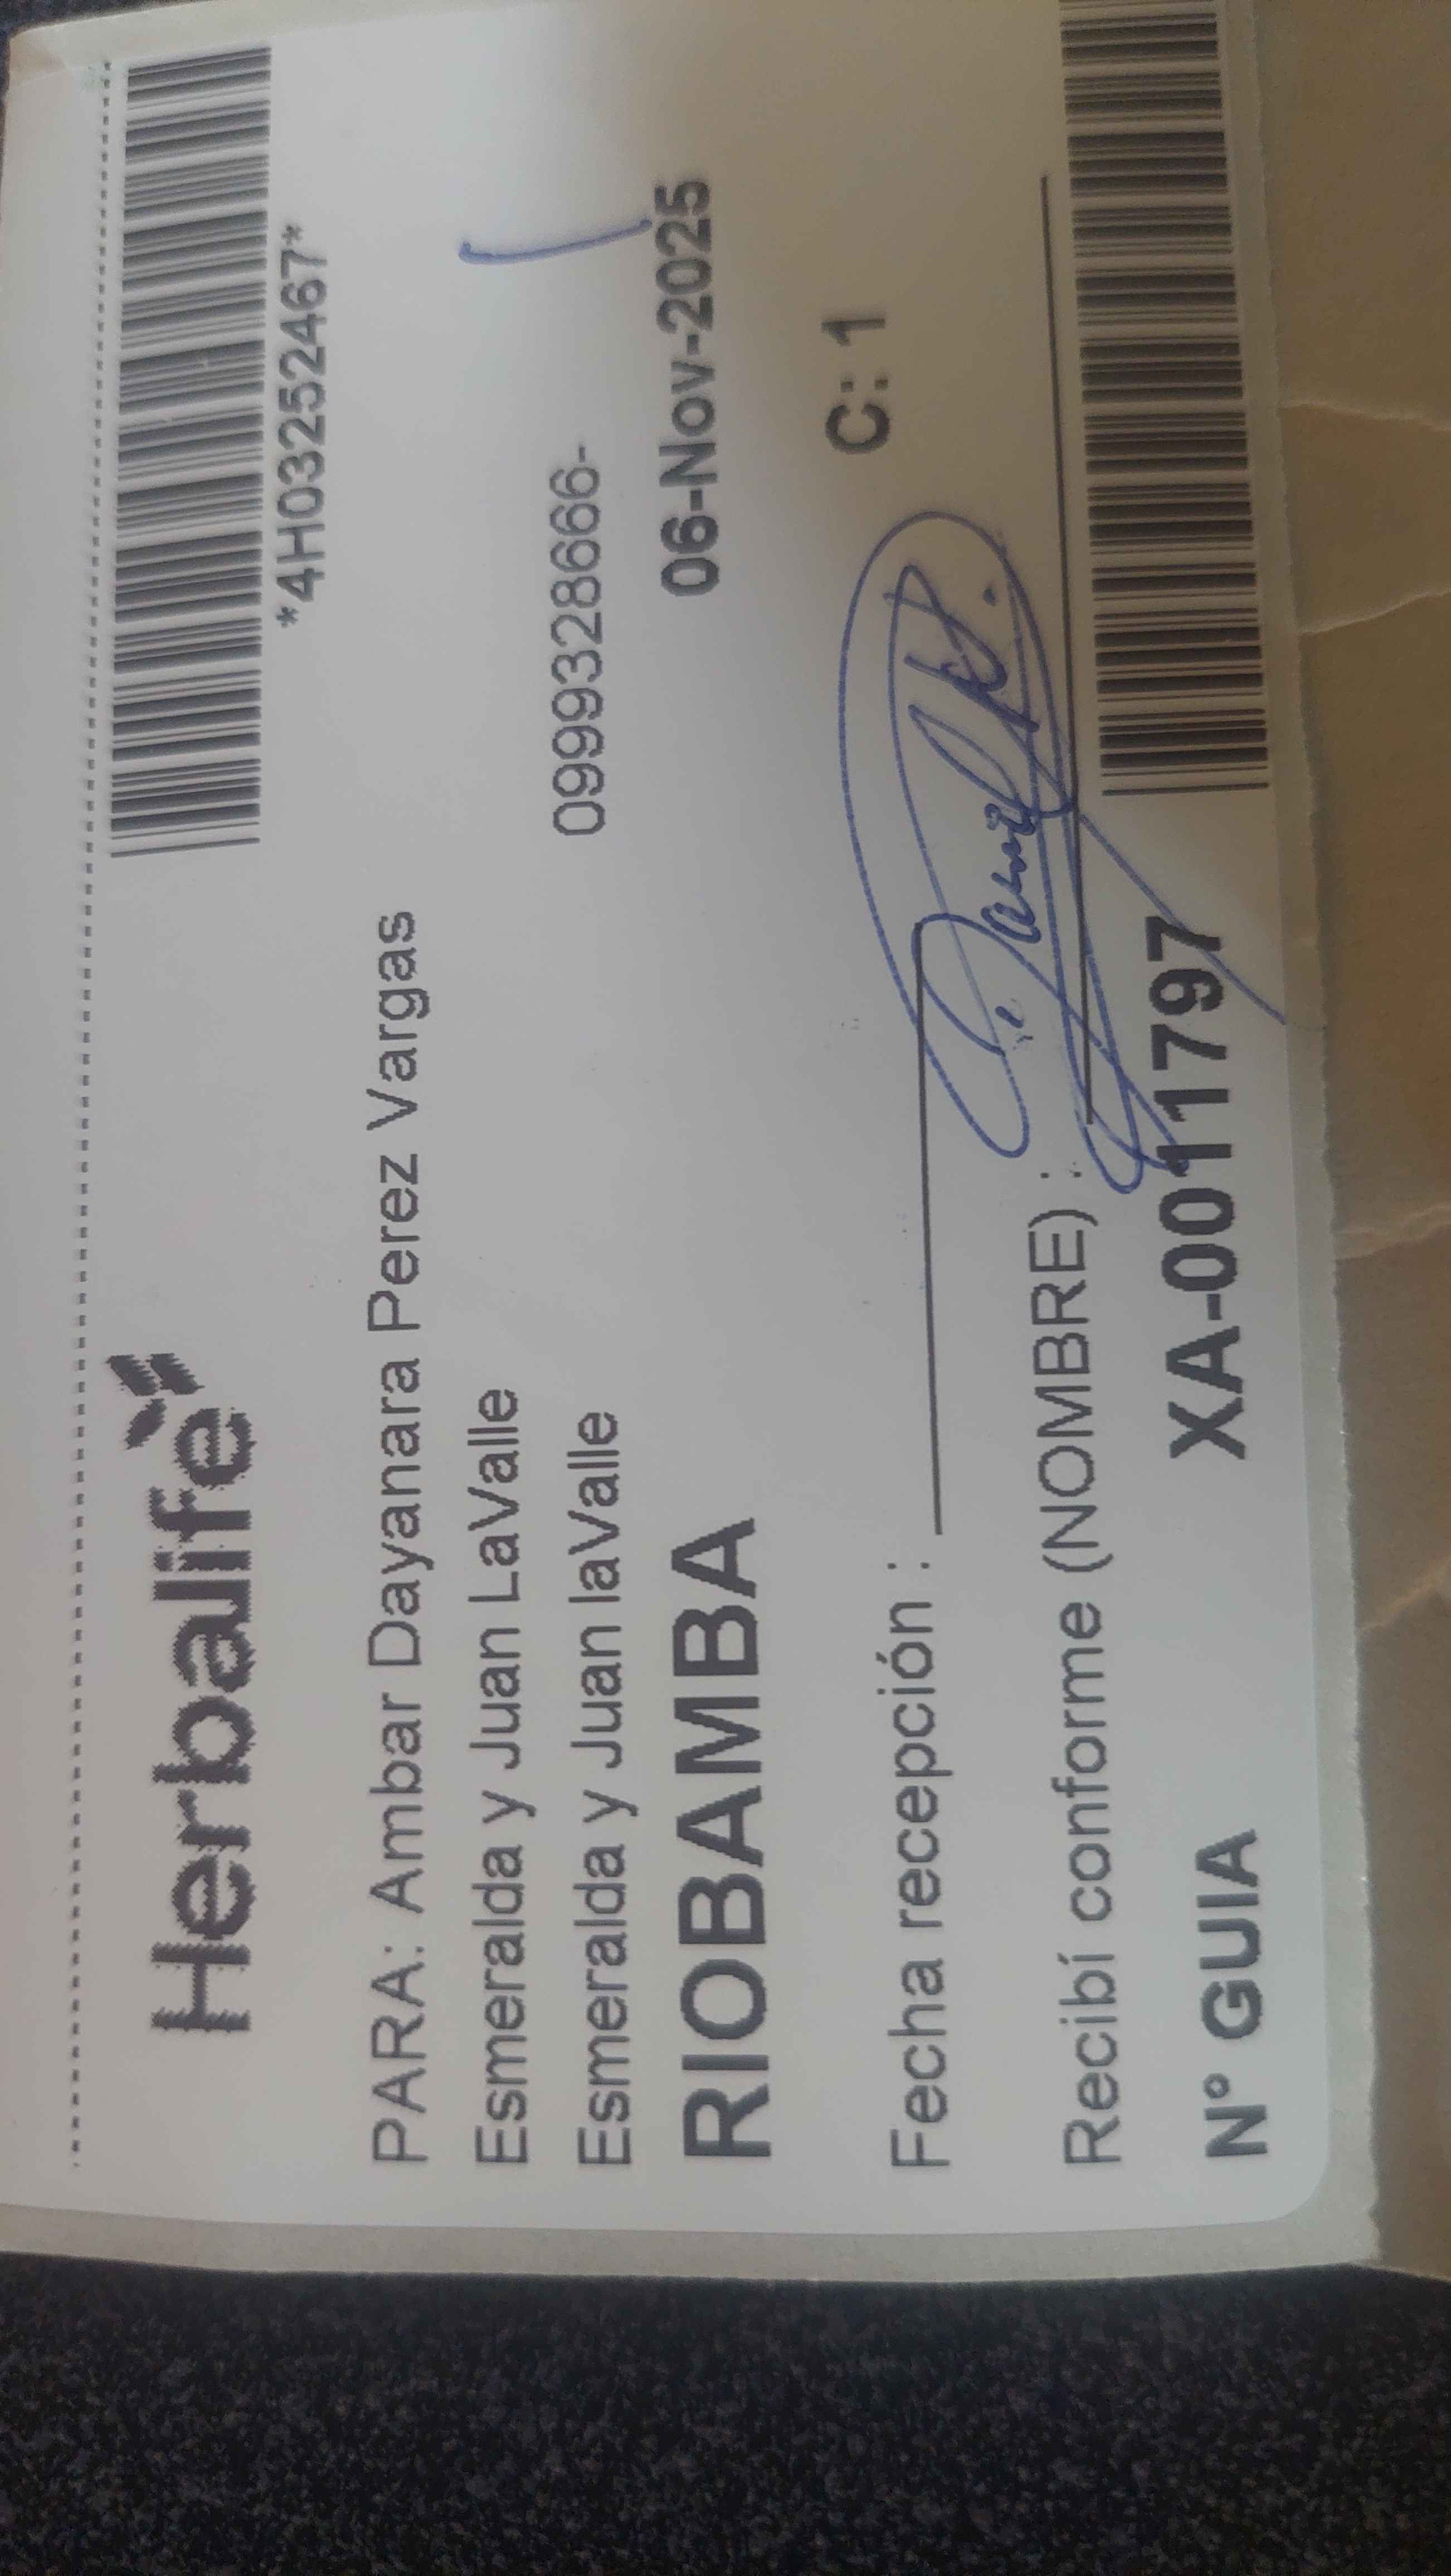 Herbalife
*4H03252467*
PARA: Ambar Dayanara Perez Vargas
Esmeralda y Juan LaValle
Esmeralda y Juan laValle 0999328666-
RIOBAMBA 06-Nov-2025
Fecha recepción : C: 1
Recibí conforme (NOMBRE) :
N° GUIA XA-0011797